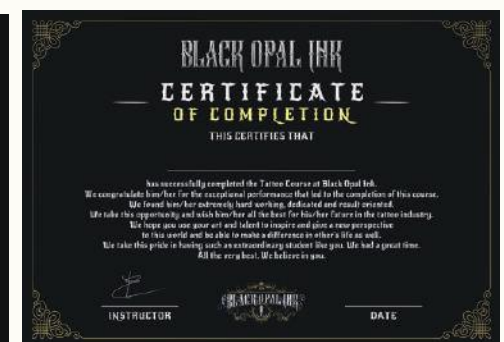 BLACK OPAL INK
CERTIFICATE
OF COMPLETION
THIS CERTIFIES THAT
has successfully completed the Tattoo Course at Black Opal Ink.
We congratulate him/her for the exceptional performance that led to the completion of this course.
We found him/her extremely hard working, dedicated and result oriented.
We take this opportunity and wish him/her all the best for his/her future in the tattoo industry.
We hope you use your art and talent to inspire and give a new perspective
to this world and be able to make a difference in other's life as well.
We take this pride in having such an extraordinary student like you. We had a great time.
All the very best. We believe in you.
BLACK OPAL INK
INSTRUCTOR
DATE